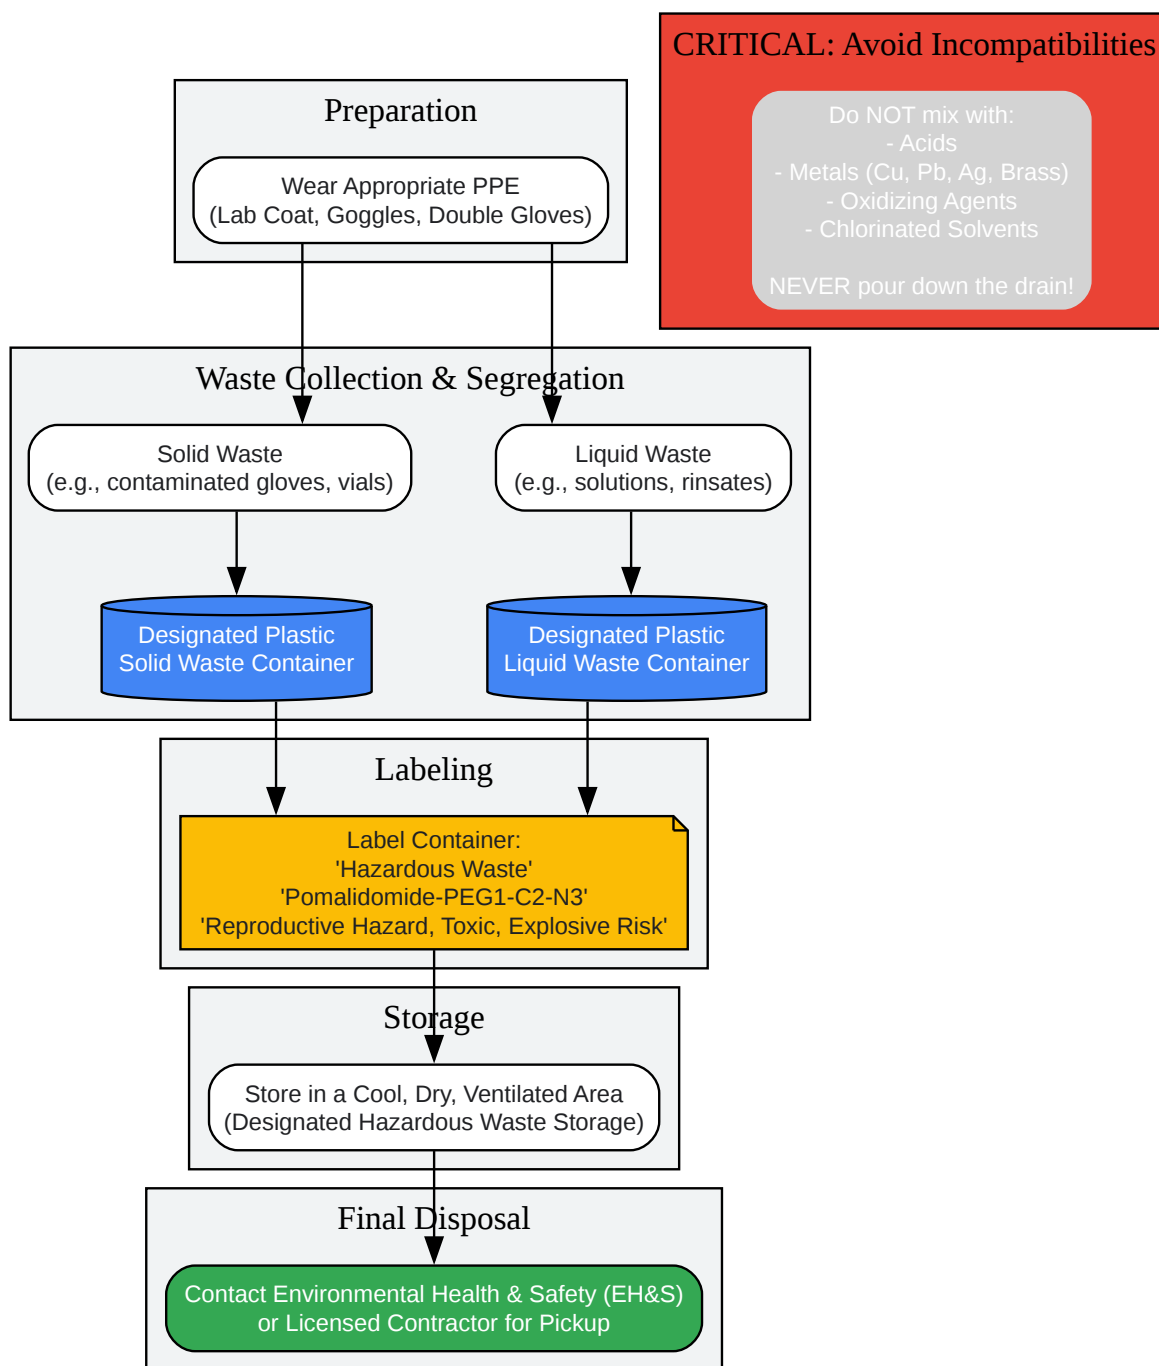 CRITICAL: Avoid Incompatibilities
Do NOT mix with:
- Acids
- Metals (Cu, Pb, Ag, Brass)
- Oxidizing Agents
- Chlorinated Solvents
NEVER pour down the drain!
Preparation
Wear Appropriate PPE
(Lab Coat, Goggles, Double Gloves)
Waste Collection & Segregation
Solid Waste
(e.g., contaminated gloves, vials)
Liquid Waste
(e.g., solutions, rinsates)
Designated Plastic
Solid Waste Container
Designated Plastic
Liquid Waste Container
Labeling
Label Container:
'Hazardous Waste'
'Pomalidomide-PEG1-C2-N3'
'Reproductive Hazard, Toxic, Explosive Risk'
Storage
Store in a Cool, Dry, Ventilated Area
(Designated Hazardous Waste Storage)
Final Disposal
Contact Environmental Health & Safety (EH&S)
or Licensed Contractor for Pickup